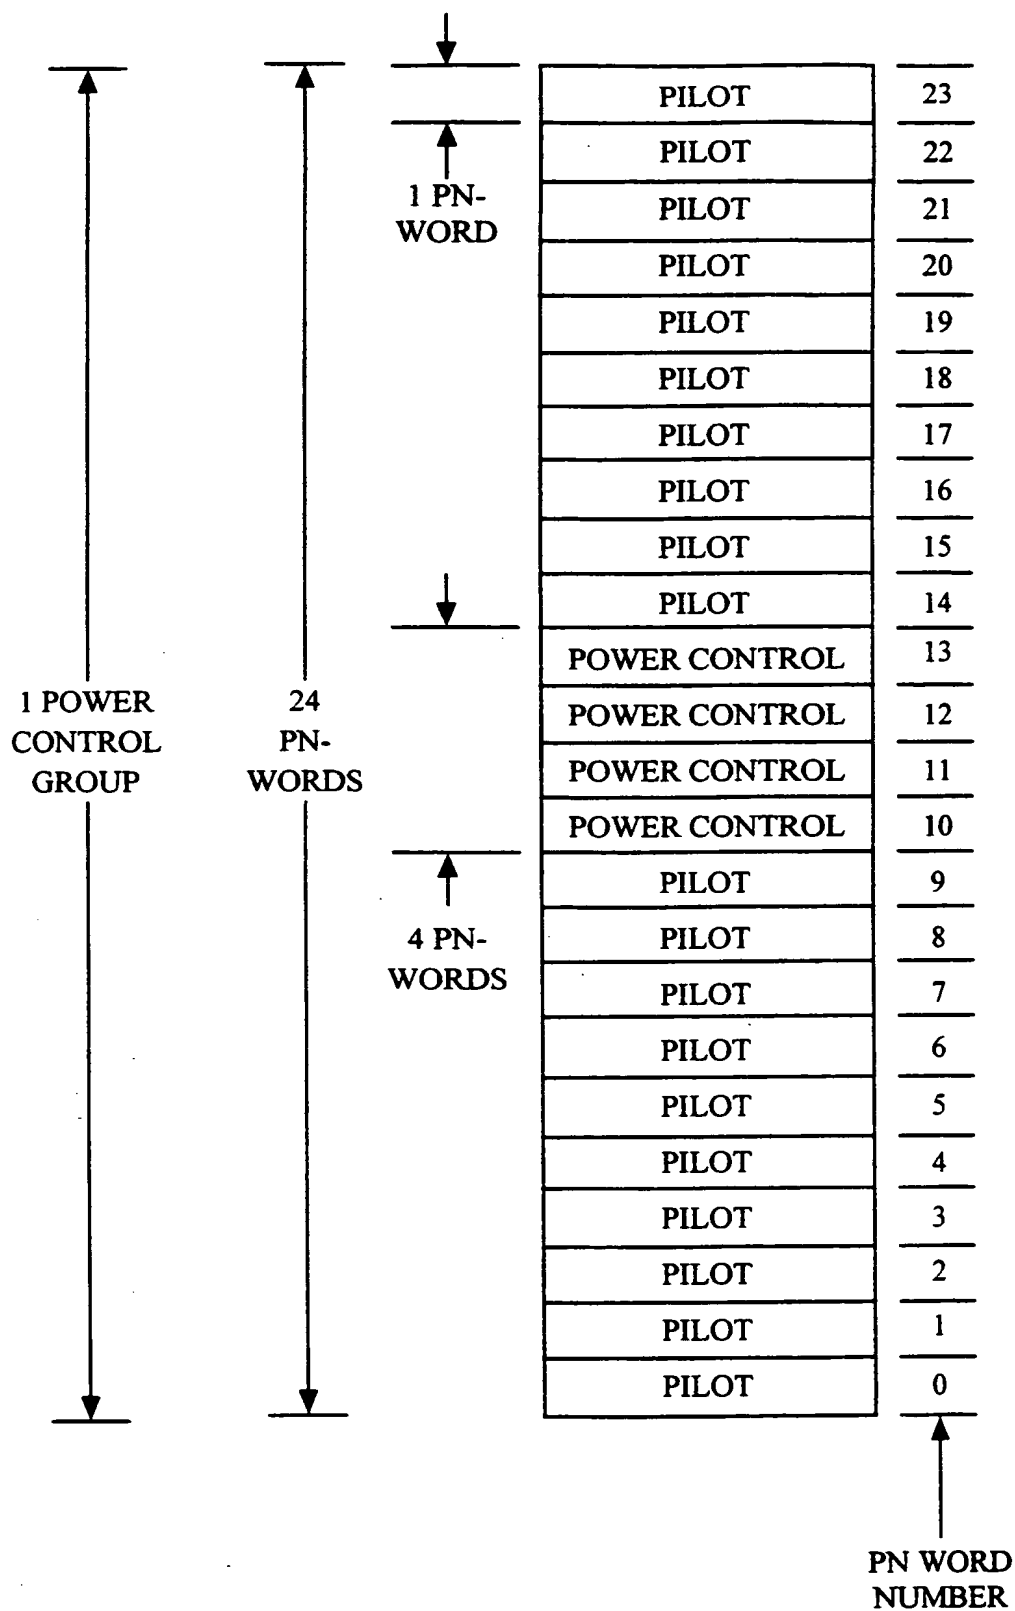 PILOT 23
PILOT 22
1 PN-
WORD
PILOT 21
PILOT 20
PILOT 19
PILOT 18
PILOT 17
PILOT 16
PILOT 15
PILOT 14
POWER CONTROL 13
1 POWER
CONTROL
GROUP
24
PN-
WORDS
POWER CONTROL 12
POWER CONTROL 11
POWER CONTROL 10
PILOT 9
4 PN-
WORDS
PILOT 8
PILOT 7
PILOT 6
PILOT 5
PILOT 4
PILOT 3
PILOT 2
PILOT 1
PILOT 0
PN WORD
NUMBER